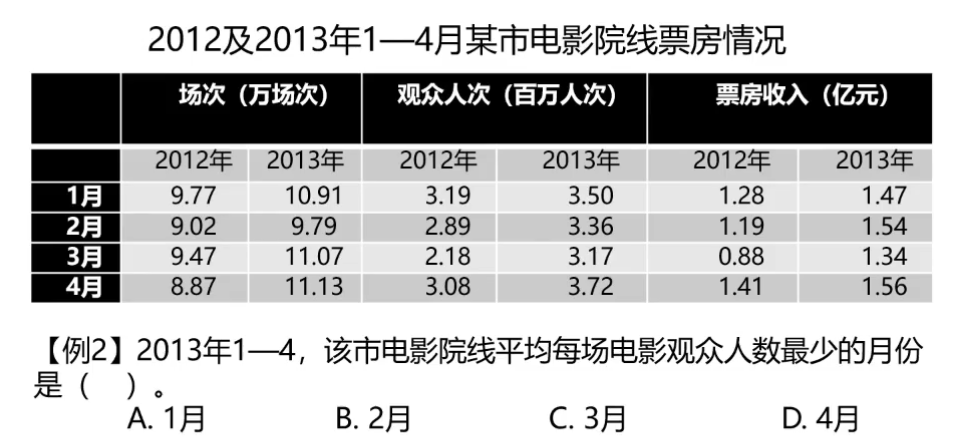 2012及2013年1—4月某市电影院线票房情况
场次（万场次） 观众人次（百万人次） 票房收入（亿元）
2012年 2013年 2012年 2013年 2012年 2013年
1月 9.77 10.91 3.19 3.50 1.28 1.47
2月 9.02 9.79 2.89 3.36 1.19 1.54
3月 9.47 11.07 2.18 3.17 0.88 1.34
4月 8.87 11.13 3.08 3.72 1.41 1.56
【例2】2013年1—4，该市电影院线平均每场电影观众人数最少的月份
是（ ）。
A. 1月 B. 2月 C. 3月 D. 4月